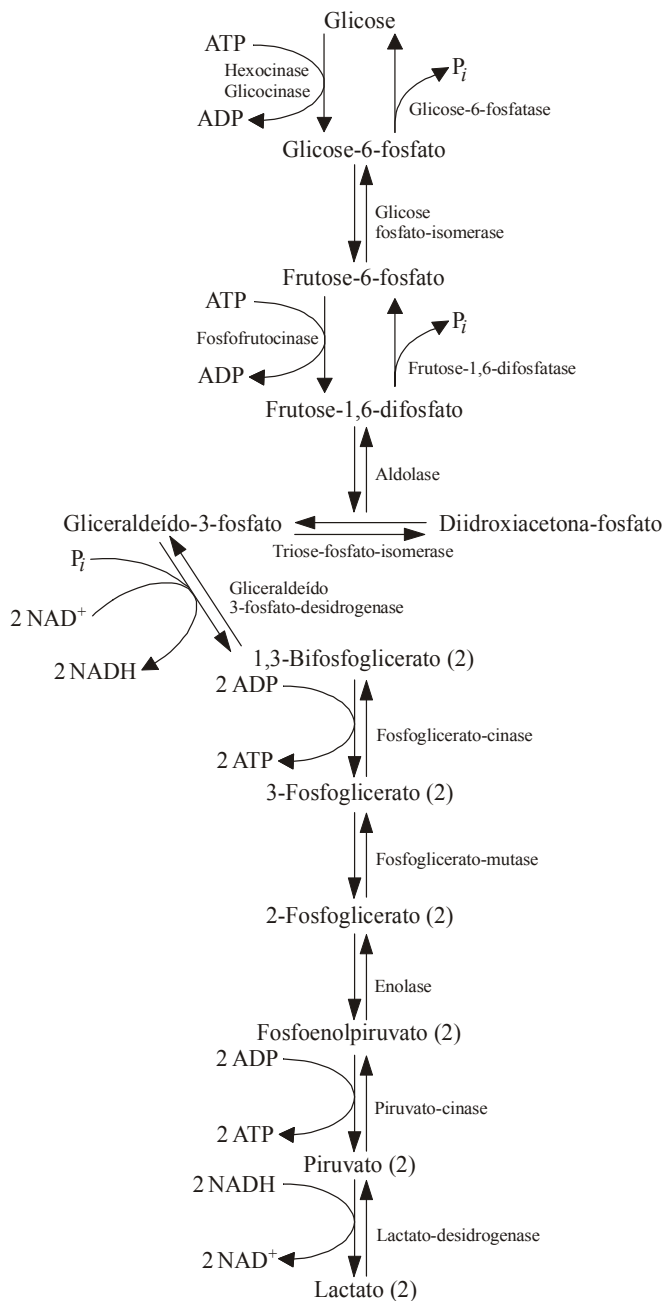 Glicose
ATP
Hexocinase
Glicocinase
ADP
P_i
Glicose-6-fosfatase
Glicose-6-fosfato
Glicose
fosfato-isomerase
Frutose-6-fosfato
ATP
Fosfofrutocinase
ADP
P_i
Frutose-1,6-difosfatase
Frutose-1,6-difosfato
Aldolase
Gliceraldeído-3-fosfato
Diidroxiacetona-fosfato
Triose-fosfato-isomerase
P_i
2 NAD⁺
2 NADH
Gliceraldeído
3-fosfato-desidrogenase
1,3-Bifosfoglicerato (2)
2 ADP
2 ATP
Fosfoglicerato-cinase
3-Fosfoglicerato (2)
Fosfoglicerato-mutase
2-Fosfoglicerato (2)
Enolase
Fosfoenolpiruvato (2)
2 ADP
2 ATP
Piruvato-cinase
Piruvato (2)
2 NADH
2 NAD⁺
Lactato-desidrogenase
Lactato (2)